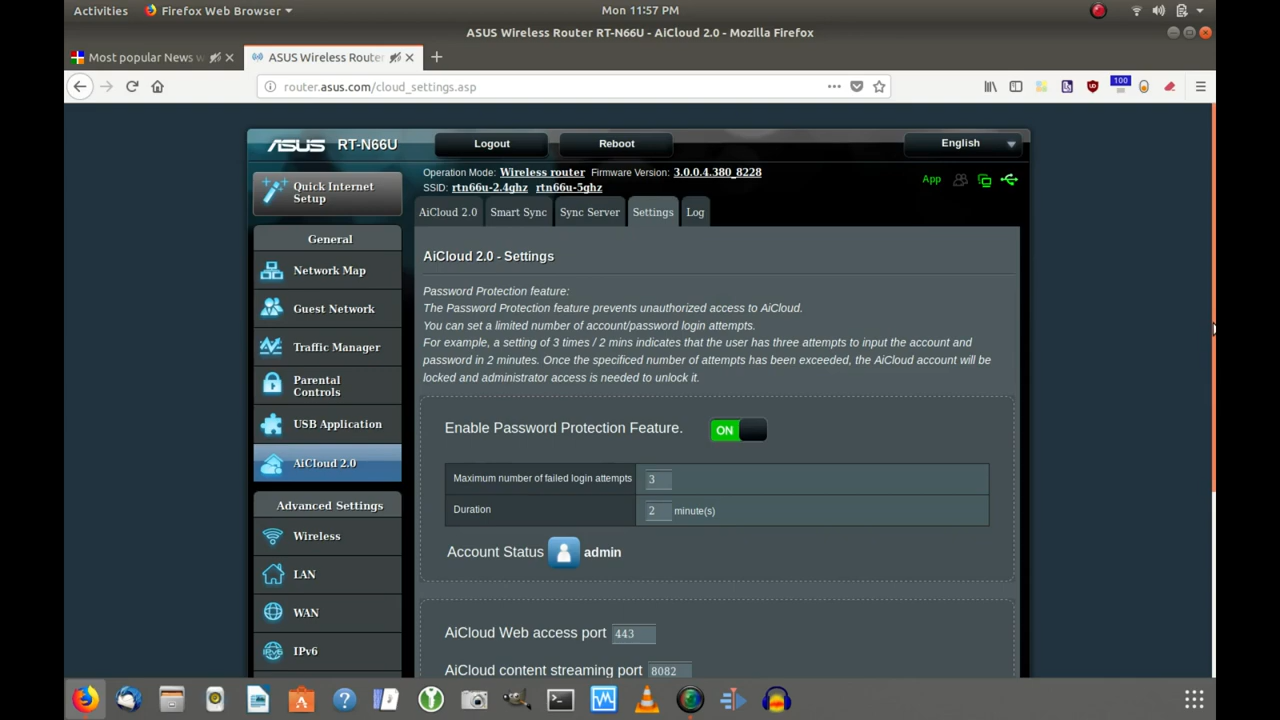 Activities
Firefox Web Browser
Mon 11:57 PM
ASUS Wireless Router RT-N66U - AiCloud 2.0 - Mozilla Firefox
Most popular News w
ASUS Wireless Router
router.asus.com/cloud_settings.asp
100
ASUS RT-N66U
Logout
Reboot
English
Operation Mode: Wireless router Firmware Version: 3.0.0.4.380_8228
SSID: rtn66u-2.4ghz rtn66u-5ghz
App
Quick Internet
Setup
General
Network Map
Guest Network
Traffic Manager
Parental
Controls
USB Application
AiCloud 2.0
Advanced Settings
Wireless
LAN
WAN
IPv6
AiCloud 2.0
Smart Sync
Sync Server
Settings
Log
AiCloud 2.0 - Settings
Password Protection feature:
The Password Protection feature prevents unauthorized access to AiCloud.
You can set a limited number of account/password login attempts.
For example, a setting of 3 times / 2 mins indicates that the user has three attempts to input the account and
password in 2 minutes. Once the specificed number of attempts has been exceeded, the AiCloud account will be
locked and administrator access is needed to unlock it.
Enable Password Protection Feature.
ON
Maximum number of failed login attempts 3
Duration 2 minute(s)
Account Status admin
AiCloud Web access port 443
AiCloud content streaming port 8082